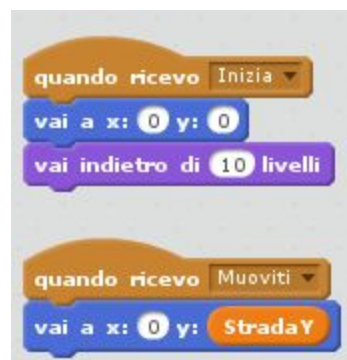 quando ricevo Inizia
vai a x: 0 y: 0
vai indietro di 10 livelli
quando ricevo Muoviti
vai a x: 0 y: StradaY